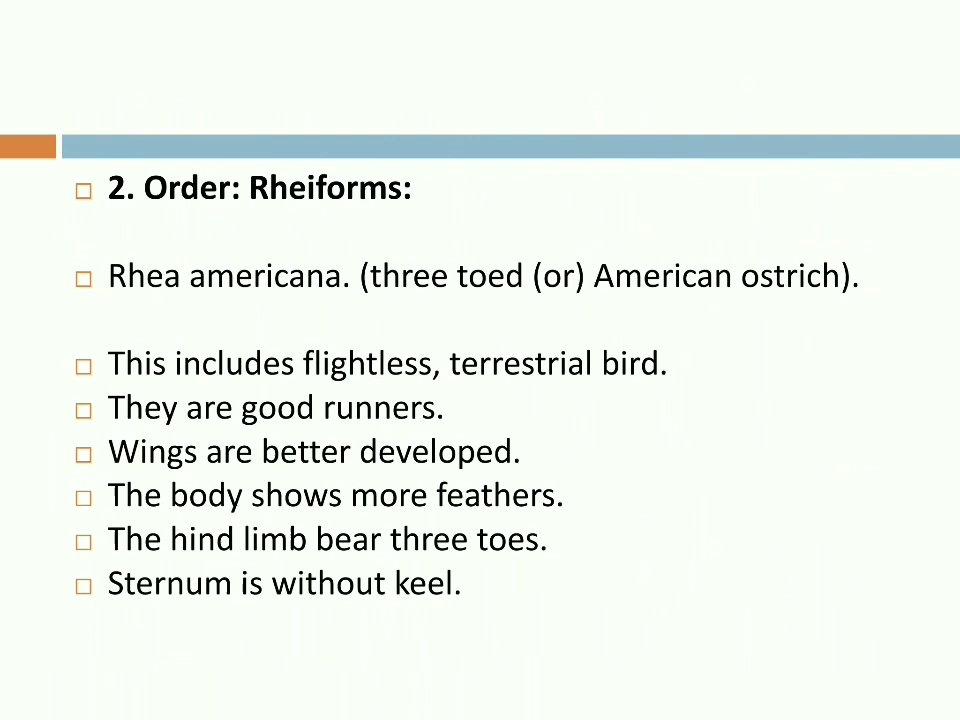 2. Order: Rheiforms:
Rhea americana. (three toed (or) American ostrich).
This includes flightless, terrestrial bird.
They are good runners.
Wings are better developed.
The body shows more feathers.
The hind limb bear three toes.
Sternum is without keel.